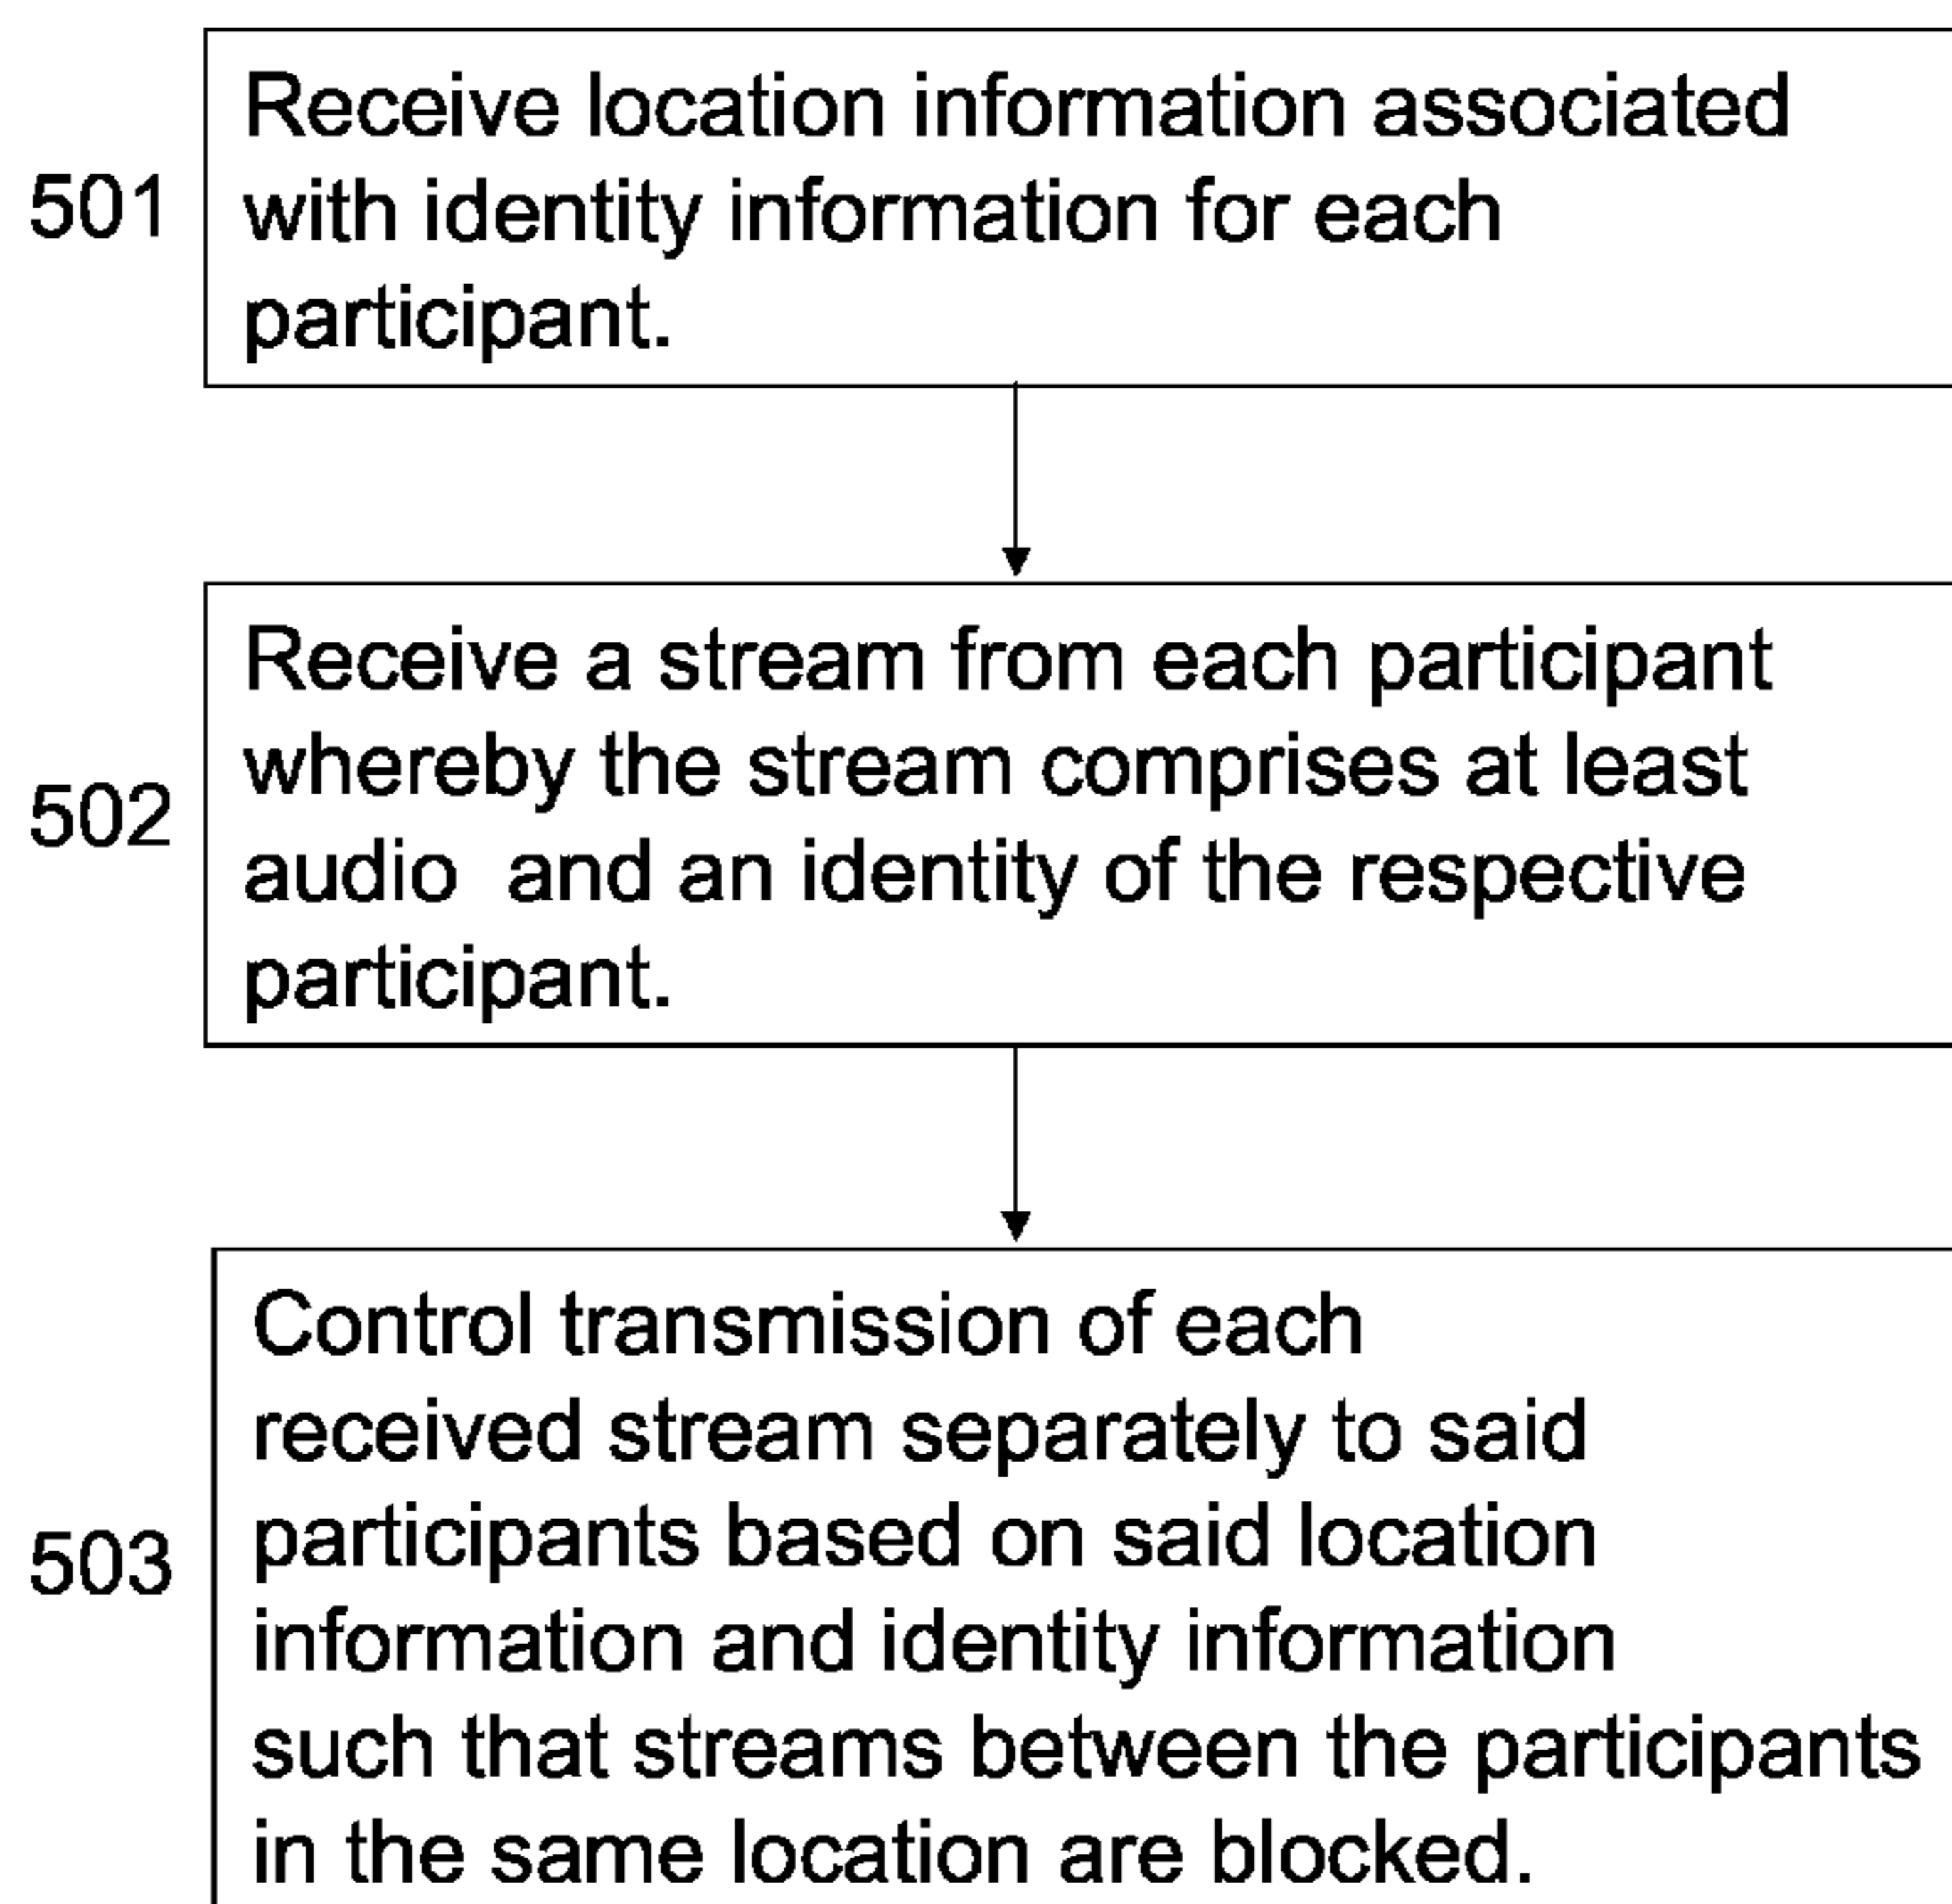 Receive location information associated
501
with identity information for each
participant.
Receive a stream from each participant
whereby the stream comprises at least
502
audio and an identity of the respective
participant.
Control transmission of each
received stream separately to said
participants based on said location
503
information and identity information
such that streams between the participants
in the same location are blocked.